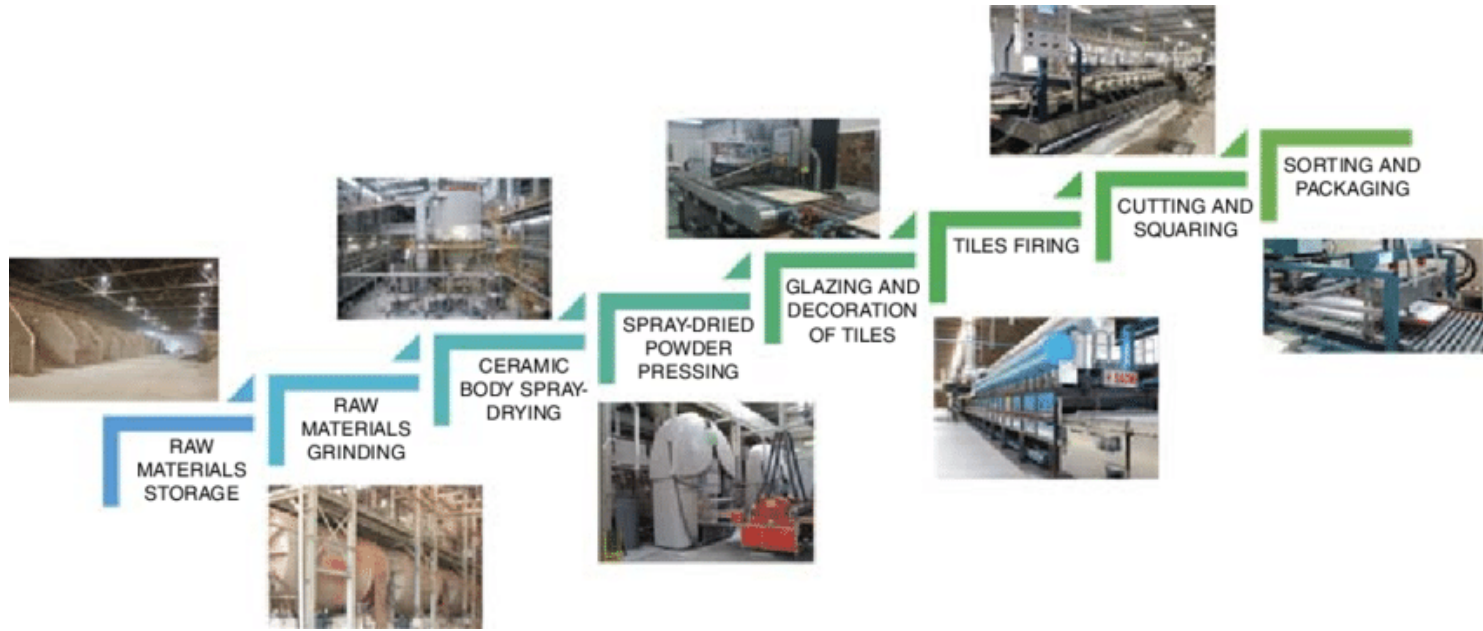 RAW
MATERIALS
STORAGE
RAW
MATERIALS
GRINDING
CERAMIC
BODY SPRAY-
DRYING
SPRAY-DRIED
POWDER
PRESSING
GLAZING AND
DECORATION
OF TILES
TILES FIRING
CUTTING AND
SQUARING
SORTING AND
PACKAGING